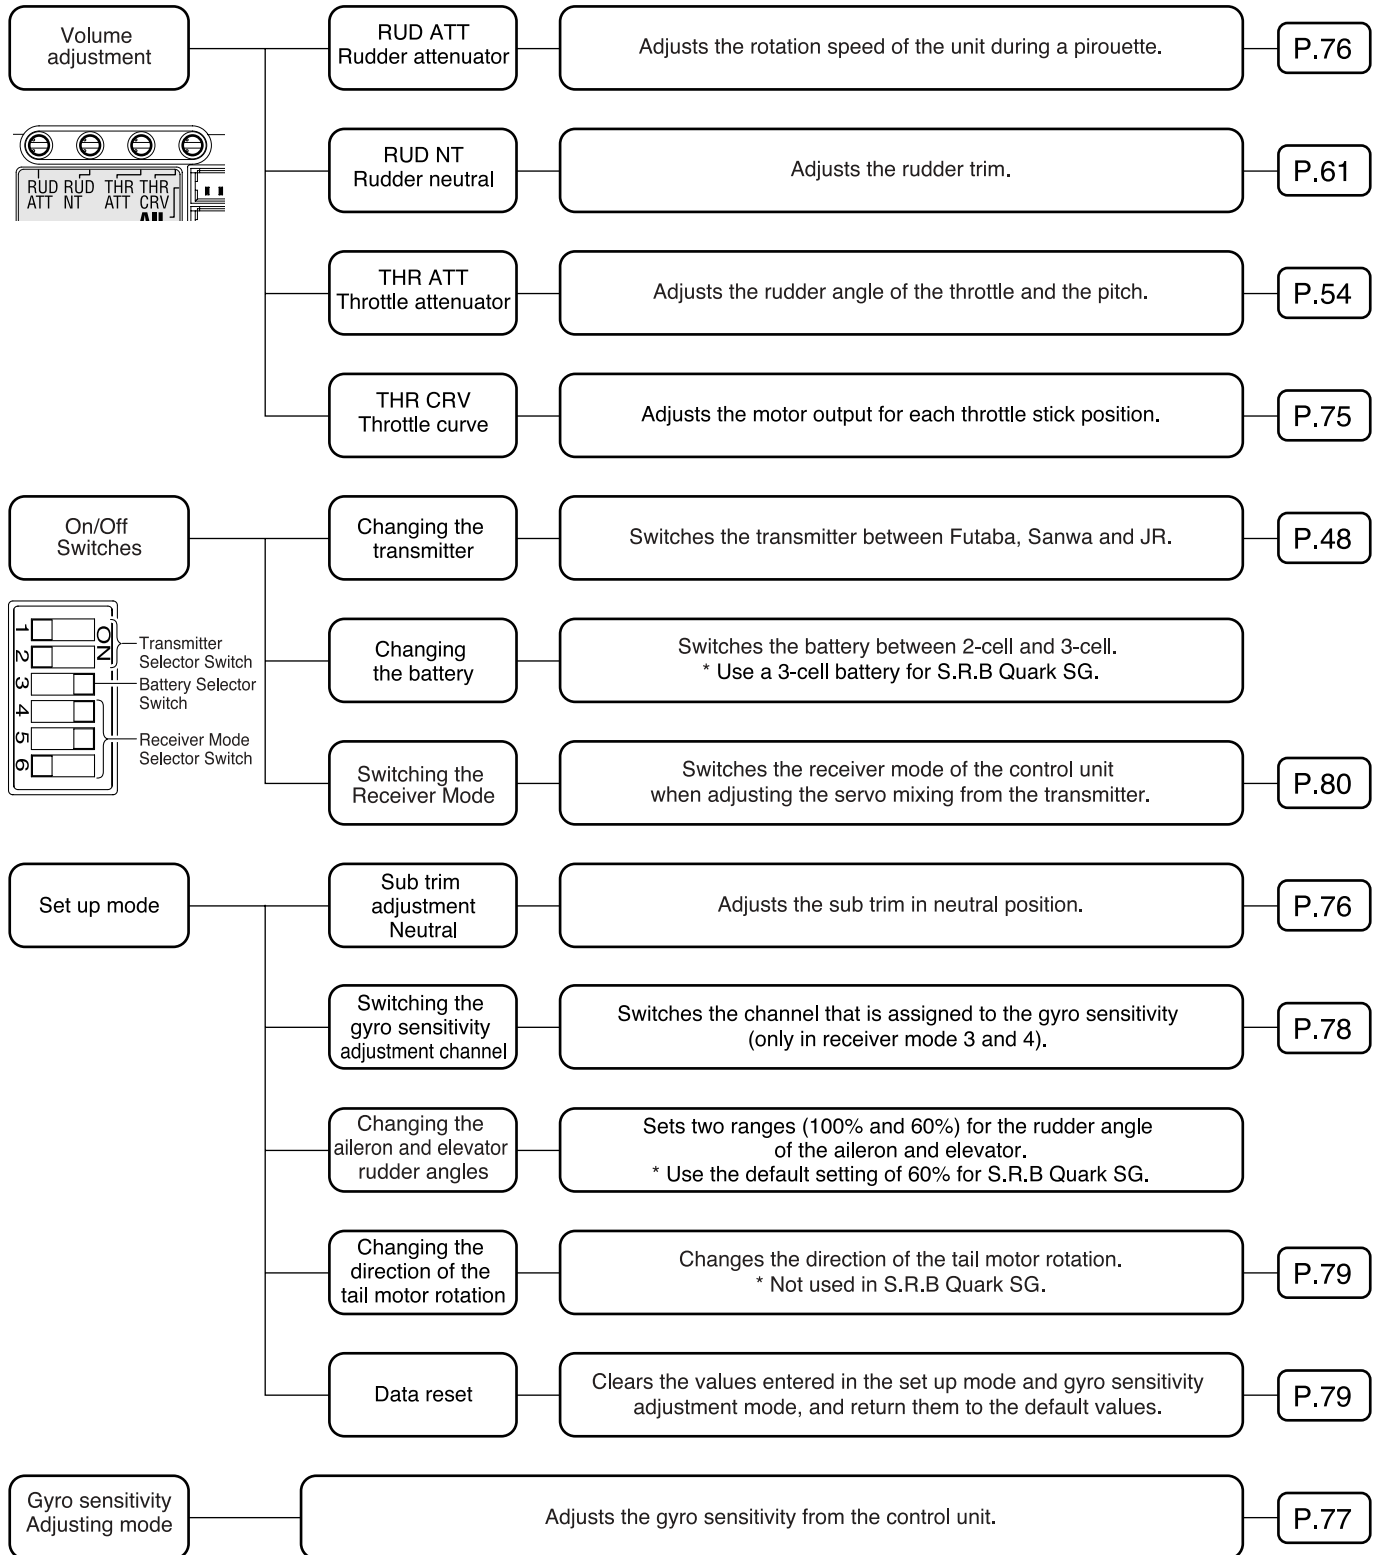 Volume
adjustment
RUD ATT
Rudder attenuator
Adjusts the rotation speed of the unit during a pirouette.
P.76
RUD NT
Rudder neutral
Adjusts the rudder trim.
P.61
RUD RUD THR THR
ATT NT ATT CRV
THR ATT
Throttle attenuator
Adjusts the rudder angle of the throttle and the pitch.
P.54
THR CRV
Throttle curve
Adjusts the motor output for each throttle stick position.
P.75
On/Off
Switches
Changing the
transmitter
Switches the transmitter between Futaba, Sanwa and JR.
P.48
ON
1
2
3
4
5
6
Transmitter
Selector Switch
Battery Selector
Switch
Receiver Mode
Selector Switch
Changing
the battery
Switches the battery between 2-cell and 3-cell.
* Use a 3-cell battery for S.R.B Quark SG.
Switching the
Receiver Mode
Switches the receiver mode of the control unit
when adjusting the servo mixing from the transmitter.
P.80
Set up mode
Sub trim
adjustment
Neutral
Adjusts the sub trim in neutral position.
P.76
Switching the
gyro sensitivity
adjustment channel
Switches the channel that is assigned to the gyro sensitivity
(only in receiver mode 3 and 4).
P.78
Changing the
aileron and elevator
rudder angles
Sets two ranges (100% and 60%) for the rudder angle
of the aileron and elevator.
* Use the default setting of 60% for S.R.B Quark SG.
Changing the
direction of the
tail motor rotation
Changes the direction of the tail motor rotation.
* Not used in S.R.B Quark SG.
P.79
Data reset
Clears the values entered in the set up mode and gyro sensitivity
adjustment mode, and return them to the default values.
P.79
Gyro sensitivity
Adjusting mode
Adjusts the gyro sensitivity from the control unit.
P.77